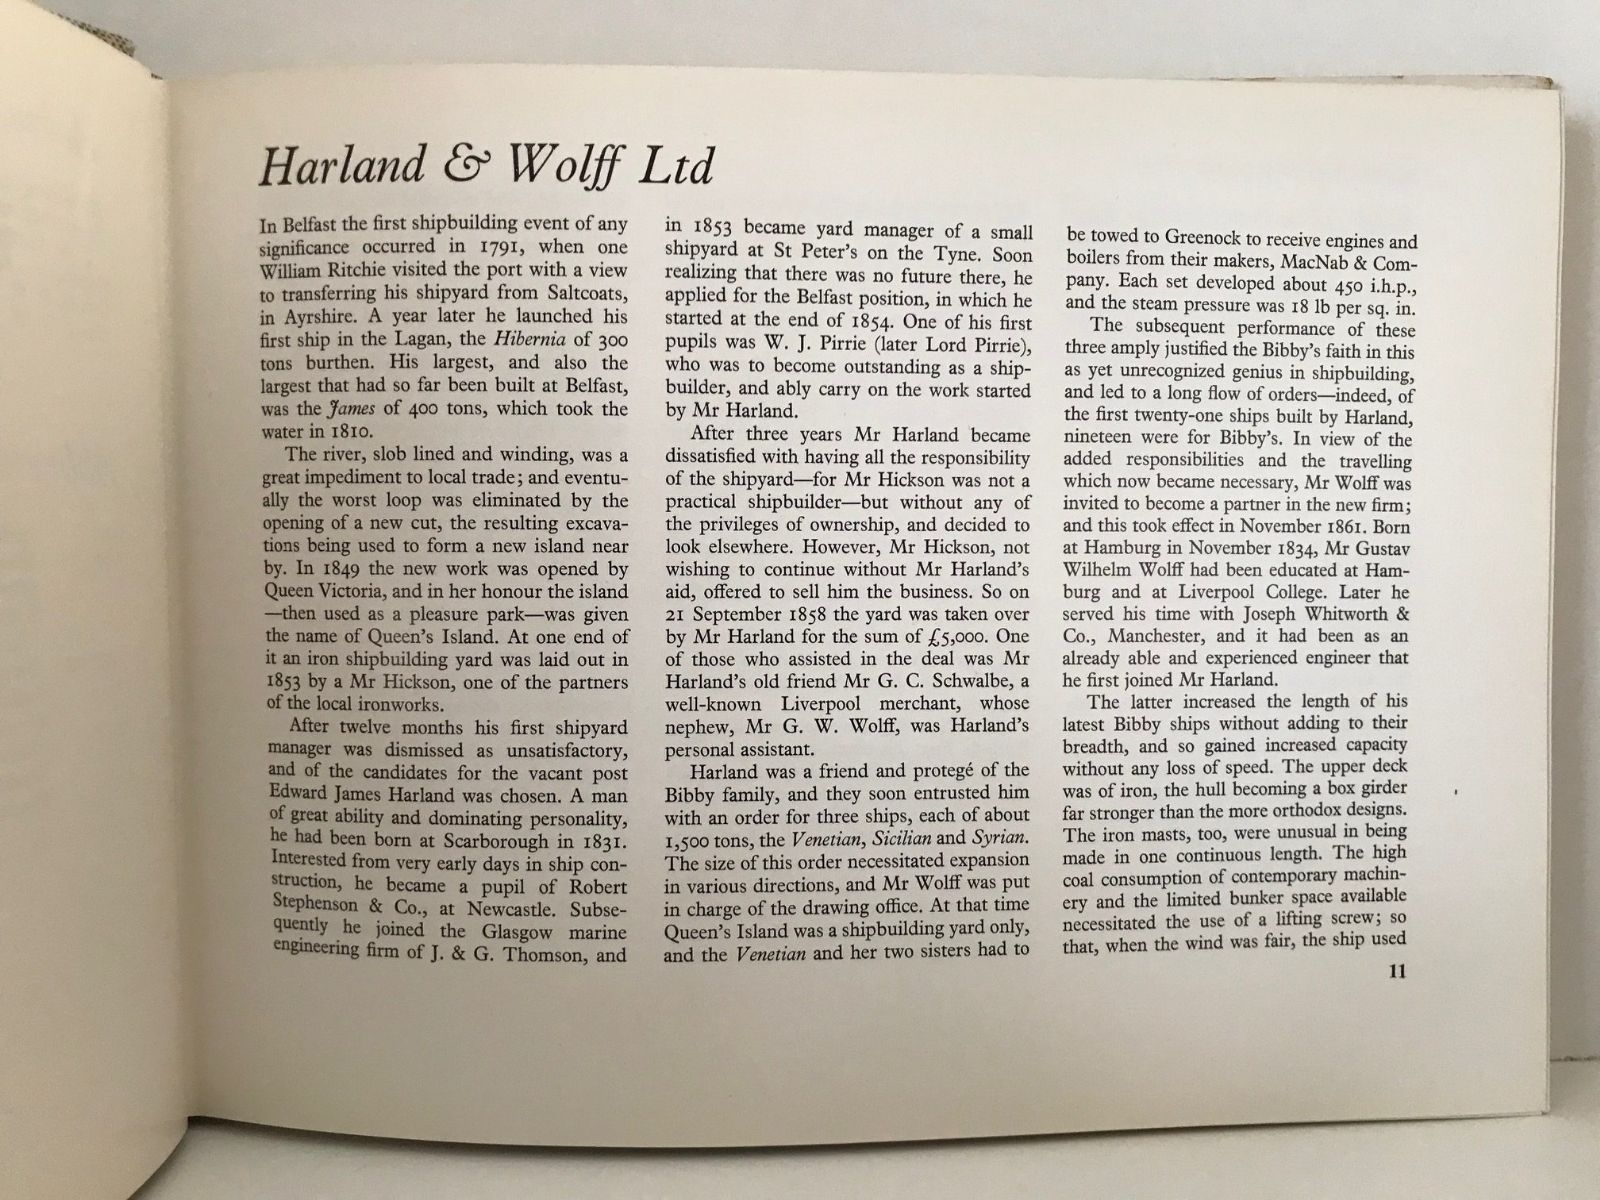 Harland & Wolff Ltd
In Belfast the first shipbuilding event of any
significance occurred in 1791, when one
William Ritchie visited the port with a view
to transferring his shipyard from Saltcoats,
in Ayrshire. A year later he launched his
first ship in the Lagan, the Hibernia of 300
tons burthen. His largest, and also the
largest that had so far been built at Belfast,
was the James of 400 tons, which took the
water in 1810.
The river, slob lined and winding, was a
great impediment to local trade; and eventu-
ally the worst loop was eliminated by the
opening of a new cut, the resulting excava-
tions being used to form a new island near
by. In 1849 the new work was opened by
Queen Victoria, and in her honour the island
—then used as a pleasure park—was given
the name of Queen's Island. At one end of
it an iron shipbuilding yard was laid out in
1853 by a Mr Hickson, one of the partners
of the local ironworks.
After twelve months his first shipyard
manager was dismissed as unsatisfactory,
and of the candidates for the vacant post
Edward James Harland was chosen. A man
of great ability and dominating personality,
he had been born at Scarborough in 1831.
Interested from very early days in ship con-
struction, he became a pupil of Robert
Stephenson & Co., at Newcastle. Subse-
quently he joined the Glasgow marine
engineering firm of J. & G. Thomson, and
in 1853 became yard manager of a small
shipyard at St Peter's on the Tyne. Soon
realizing that there was no future there, he
applied for the Belfast position, in which he
started at the end of 1854. One of his first
pupils was W. J. Pirrie (later Lord Pirrie),
who was to become outstanding as a ship-
builder, and ably carry on the work started
by Mr Harland.
After three years Mr Harland became
dissatisfied with having all the responsibility
of the shipyard—for Mr Hickson was not a
practical shipbuilder—but without any of
the privileges of ownership, and decided to
look elsewhere. However, Mr Hickson, not
wishing to continue without Mr Harland's
aid, offered to sell him the business. So on
21 September 1858 the yard was taken over
by Mr Harland for the sum of £5,000. One
of those who assisted in the deal was Mr
Harland's old friend Mr G. C. Schwalbe, a
well-known Liverpool merchant, whose
nephew, Mr G. W. Wolff, was Harland's
personal assistant.
Harland was a friend and protegé of the
Bibby family, and they soon entrusted him
with an order for three ships, each of about
1,500 tons, the Venetian, Sicilian and Syrian.
The size of this order necessitated expansion
in various directions, and Mr Wolff was put
in charge of the drawing office. At that time
Queen's Island was a shipbuilding yard only,
and the Venetian and her two sisters had to
be towed to Greenock to receive engines and
boilers from their makers, MacNab & Com-
pany. Each set developed about 450 i.h.p.,
and the steam pressure was 18 lb per sq. in.
The subsequent performance of these
three amply justified the Bibby's faith in this
as yet unrecognized genius in shipbuilding,
and led to a long flow of orders—indeed, of
the first twenty-one ships built by Harland,
nineteen were for Bibby's. In view of the
added responsibilities and the travelling
which now became necessary, Mr Wolff was
invited to become a partner in the new firm;
and this took effect in November 1861. Born
at Hamburg in November 1834, Mr Gustav
Wilhelm Wolff had been educated at Ham-
burg and at Liverpool College. Later he
served his time with Joseph Whitworth &
Co., Manchester, and it had been as an
already able and experienced engineer that
he first joined Mr Harland.
The latter increased the length of his
latest Bibby ships without adding to their
breadth, and so gained increased capacity
without any loss of speed. The upper deck
was of iron, the hull becoming a box girder
far stronger than the more orthodox designs.
The iron masts, too, were unusual in being
made in one continuous length. The high
coal consumption of contemporary machin-
ery and the limited bunker space available
necessitated the use of a lifting screw; so
that, when the wind was fair, the ship used
11